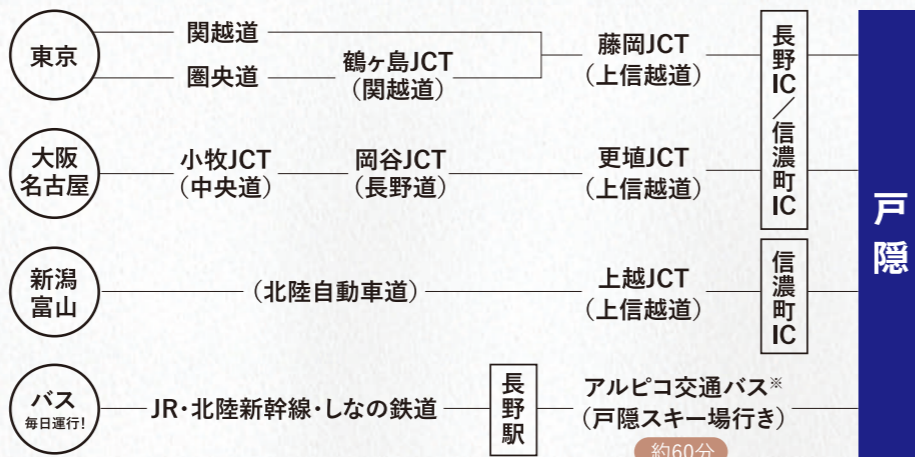 東京
関越道
圏央道
鶴ヶ島JCT
（関越道）
藤岡JCT
（上信越道）
長野IC／信濃町IC
大阪
名古屋
小牧JCT
（中央道）
岡谷JCT
（長野道）
更埴JCT
（上信越道）
新潟
富山
（北陸自動車道）
上越JCT
（上信越道）
信濃町IC
バス
毎日運行!
JR・北陸新幹線・しなの鉄道
長野駅
アルピコ交通バス※
（戸隠スキー場行き）
約60分
戸隠